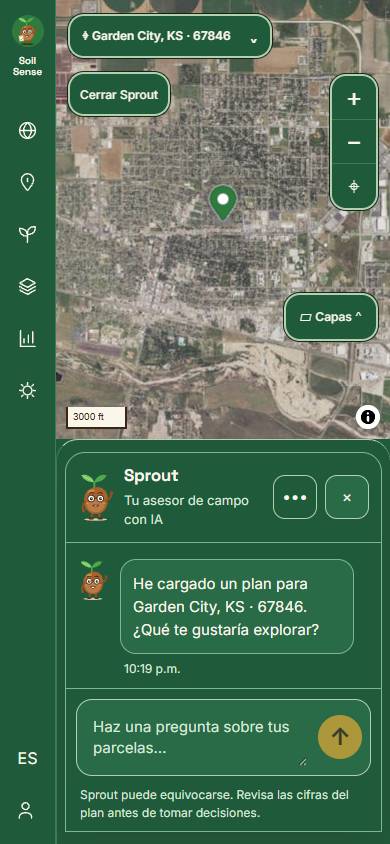 Soil
Sense
Garden City, KS · 67846
Cerrar Sprout
+
−
Capas ^
3000 ft
Sprout
Tu asesor de campo
con IA
×
He cargado un plan para
Garden City, KS · 67846.
¿Qué te gustaría explorar?
10:19 p.m.
Haz una pregunta sobre tus
parcelas...
Sprout puede equivocarse. Revisa las cifras del
plan antes de tomar decisiones.
ES